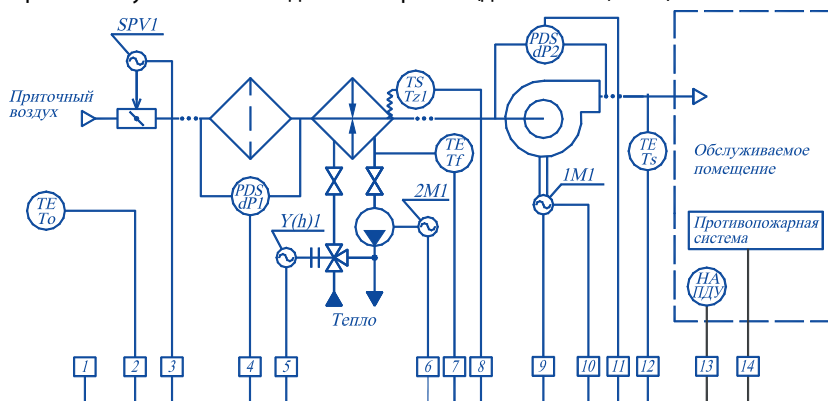 SPV1
PDS
dP2
TS
Tz1
Приточный
воздух
TE
Tf
TE
Ts
Обслуживаемое
помещение
1M1
PDS
dP1
2M1
TE
To
Y(h)1
Противопожарная
система
НА
ПДУ
Тепло
1
2
3
4
5
6
7
8
9
10
11
12
13
14